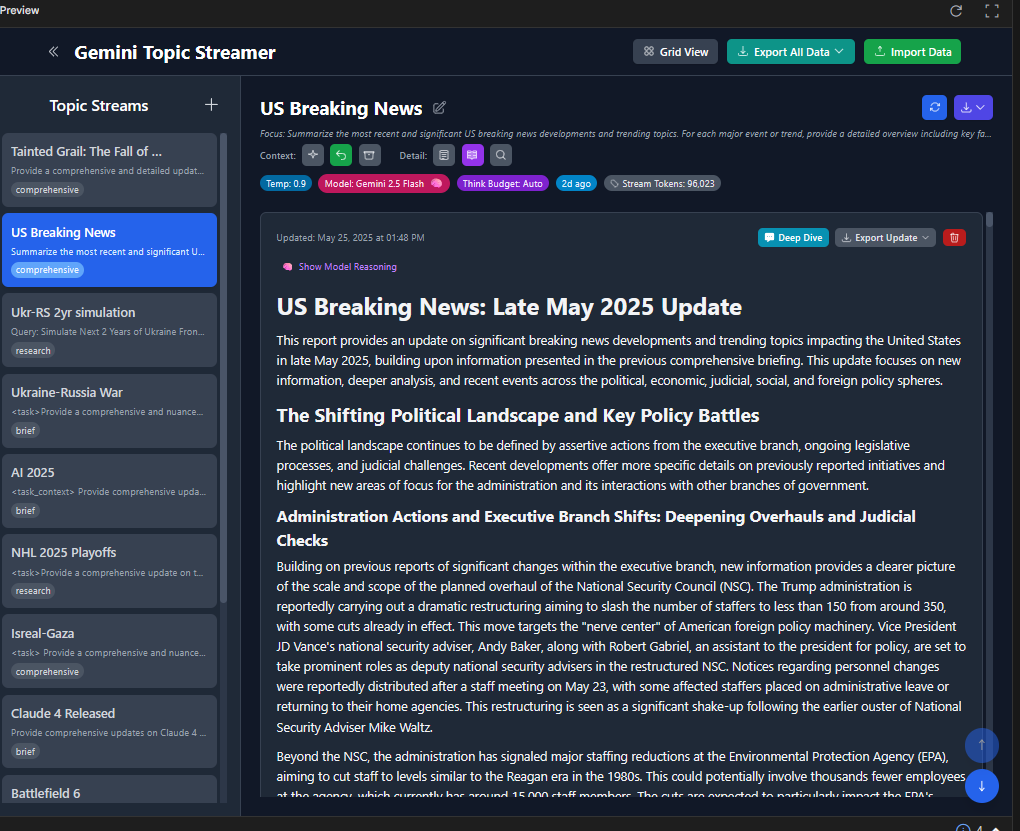 Preview
Gemini Topic Streamer
Grid View
Export All Data
Import Data
Topic Streams
Tainted Grail: The Fall of ...
Provide a comprehensive and detailed updat...
comprehensive
US Breaking News
Summarize the most recent and significant U...
comprehensive
Ukr-RS 2yr simulation
Query: Simulate Next 2 Years of Ukraine Fron...
research
Ukraine-Russia War
<task>Provide a comprehensive and nuance...
brief
AI 2025
<task_context> Provide comprehensive upda...
brief
NHL 2025 Playoffs
<task>Provide a comprehensive update on t...
research
Isreal-Gaza
<task> Provide a comprehensive and nuance...
comprehensive
Claude 4 Released
Provide comprehensive updates on Claude 4 ...
brief
Battlefield 6
US Breaking News
Focus: Summarize the most recent and significant US breaking news developments and trending topics. For each major event or trend, provide a detailed overview including key fa...
Context:
Detail:
Temp: 0.9
Model: Gemini 2.5 Flash
Think Budget: Auto
2d ago
Stream Tokens: 96,023
Updated: May 25, 2025 at 01:48 PM
Deep Dive
Export Update
Show Model Reasoning
US Breaking News: Late May 2025 Update
This report provides an update on significant breaking news developments and trending topics impacting the United States
in late May 2025, building upon information presented in the previous comprehensive briefing. This update focuses on new
information, deeper analysis, and recent events across the political, economic, judicial, social, and foreign policy spheres.
The Shifting Political Landscape and Key Policy Battles
The political landscape continues to be defined by assertive actions from the executive branch, ongoing legislative
processes, and judicial challenges. Recent developments offer more specific details on previously reported initiatives and
highlight new areas of focus for the administration and its interactions with other branches of government.
Administration Actions and Executive Branch Shifts: Deepening Overhauls and Judicial
Checks
Building on previous reports of significant changes within the executive branch, new information provides a clearer picture
of the scale and scope of the planned overhaul of the National Security Council (NSC). The Trump administration is
reportedly carrying out a dramatic restructuring aiming to slash the number of staffers to less than 150 from around 350,
with some cuts already in effect. This move targets the "nerve center" of American foreign policy machinery. Vice President
JD Vance's national security adviser, Andy Baker, along with Robert Gabriel, an assistant to the president for policy, are set to
take prominent roles as deputy national security advisers in the restructured NSC. Notices regarding personnel changes
were reportedly distributed after a staff meeting on May 23, with some affected staffers placed on administrative leave or
returning to their home agencies. This restructuring is seen as a significant shake-up following the earlier ouster of National
Security Adviser Mike Waltz.
Beyond the NSC, the administration has signaled major staffing reductions at the Environmental Protection Agency (EPA),
aiming to cut staff to levels similar to the Reagan era in the 1980s. This could potentially involve thousands fewer employees
at the agency, which currently has around 15,000 staff members. The cuts are expected to particularly impact the EPA's
4